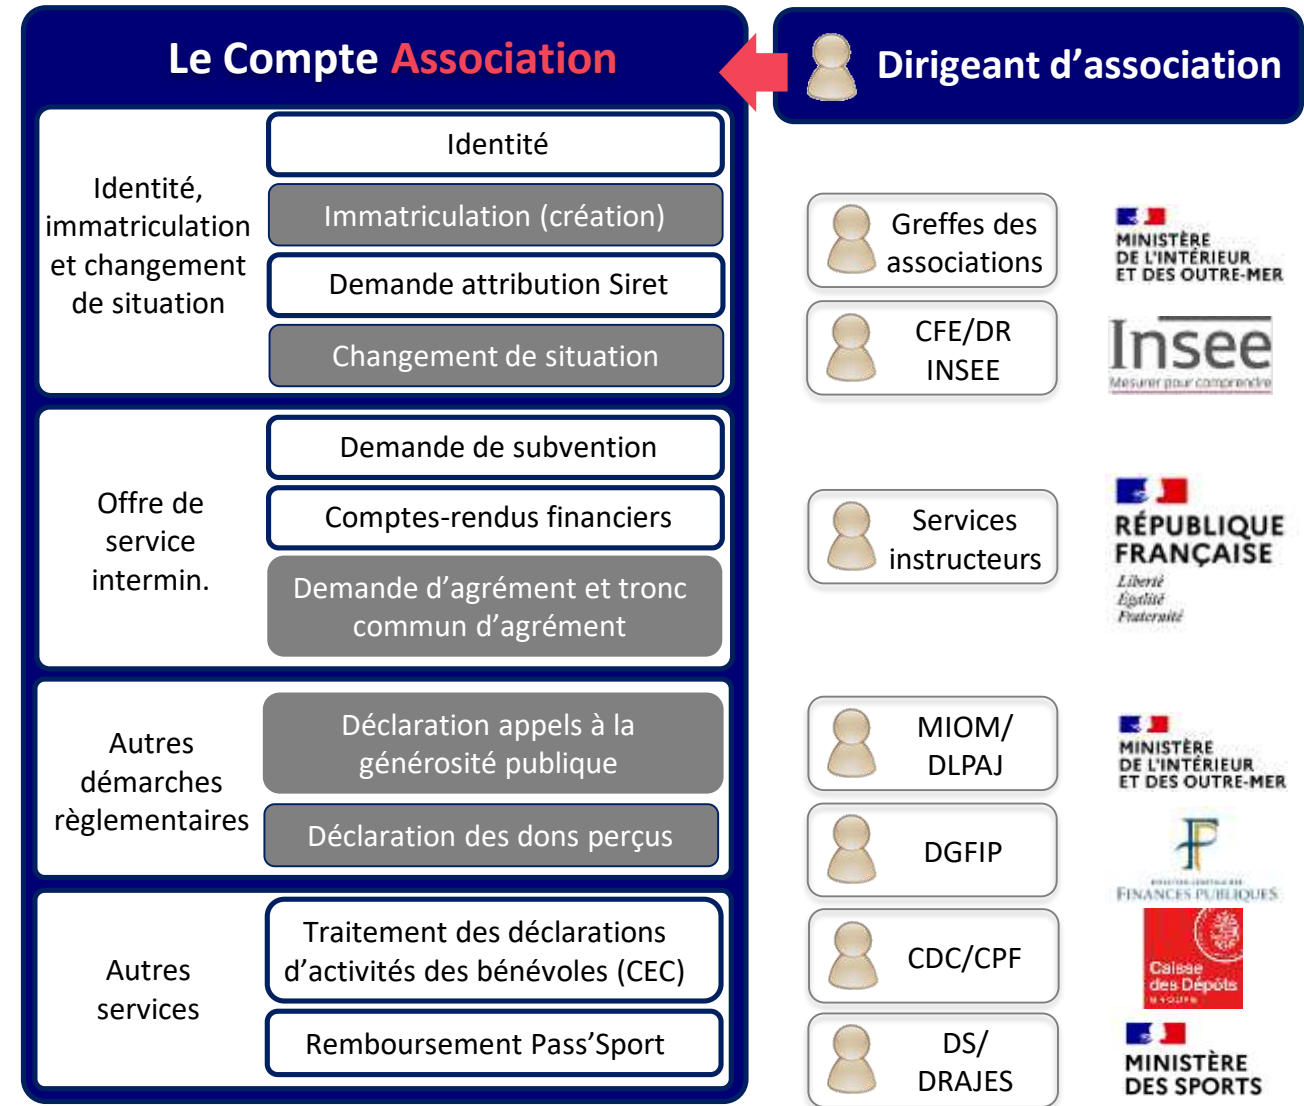 Le Compte Association
Dirigeant d’association
Identité,
immatriculation
et changement
de situation
Identité
Immatriculation (création)
Demande attribution Siret
Changement de situation
Greffes des
associations
MINISTÈRE
DE L'INTÉRIEUR
ET DES OUTRE-MER
CFE/DR
INSEE
Insee
Mesurer pour comprendre
Offre de
service
intermin.
Demande de subvention
Comptes-rendus financiers
Demande d’agrément et tronc
commun d’agrément
Services
instructeurs
RÉPUBLIQUE
FRANÇAISE
Liberté
Égalité
Fraternité
Autres
démarches
règlementaires
Déclaration appels à la
générosité publique
Déclaration des dons perçus
MIOM/
DLPAJ
MINISTÈRE
DE L'INTÉRIEUR
ET DES OUTRE-MER
DGFIP
FINANCES PUBLIQUES
Autres
services
Traitement des déclarations
d’activités des bénévoles (CEC)
Remboursement Pass’Sport
CDC/CPF
Caisse
des Dépôts
GROUPE
DS/
DRAJES
MINISTÈRE
DES SPORTS